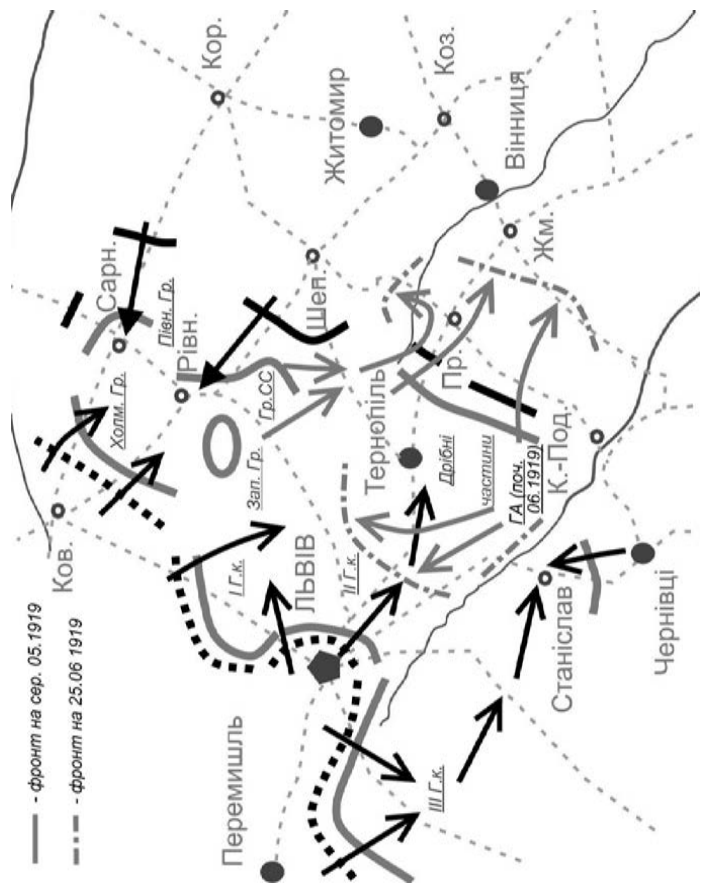 - фронт на сер. 05.1919
- фронт на 25.06 1919
Ков.
Сарн.
Кор.
Холм. Гр.
Півн. Гр.
Рівн.
Житомир
Шеп.
Коз.
Зап. Гр.
Гр.СС
І Г.к.
ЛЬВІВ
Перемишль
ІІ Г.к.
Тернопіль
Пр.
Вінниця
Жм.
Дрібні
частини
ГА (поч.
06.1919)
К.-Под.
ІІІ Г.к.
Станіслав
Чернівці